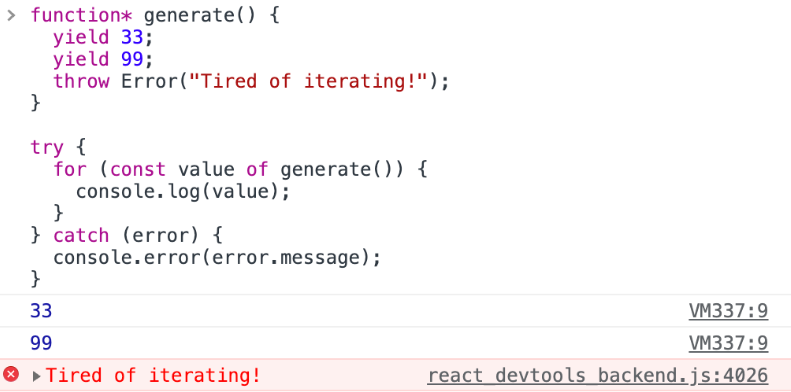 > function* generate() {
  yield 33;
  yield 99;
  throw Error("Tired of iterating!");
}

try {
  for (const value of generate()) {
    console.log(value);
  }
} catch (error) {
  console.error(error.message);
}
33 VM337:9
99 VM337:9
Tired of iterating! react_devtools_backend.js:4026